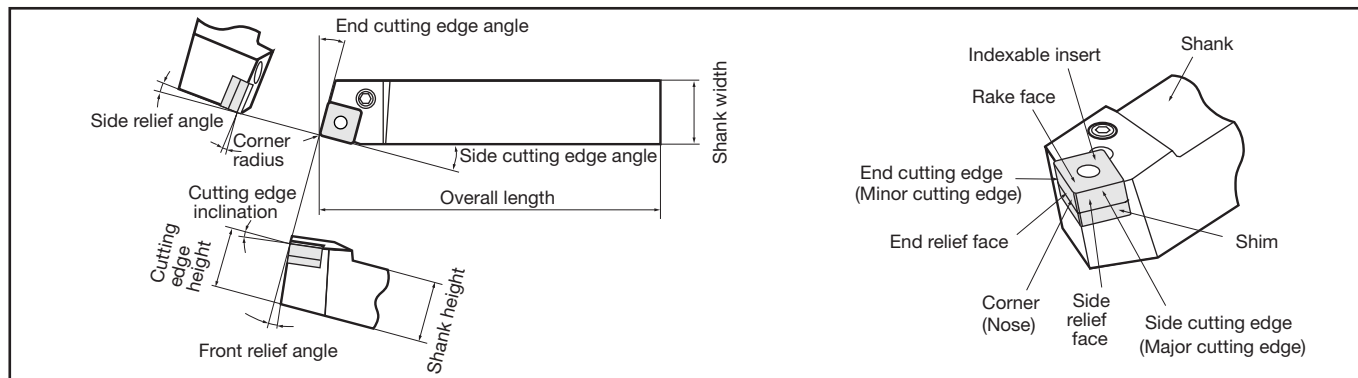 End cutting edge angle
Side relief angle
Corner
radius
Side cutting edge angle
Shank width
Overall length
Cutting edge
inclination
Cutting
edge
height
Shank height
Front relief angle
Indexable insert
Shank
Rake face
End cutting edge
(Minor cutting edge)
End relief face
Shim
Corner
(Nose)
Side
relief
face
Side cutting edge
(Major cutting edge)